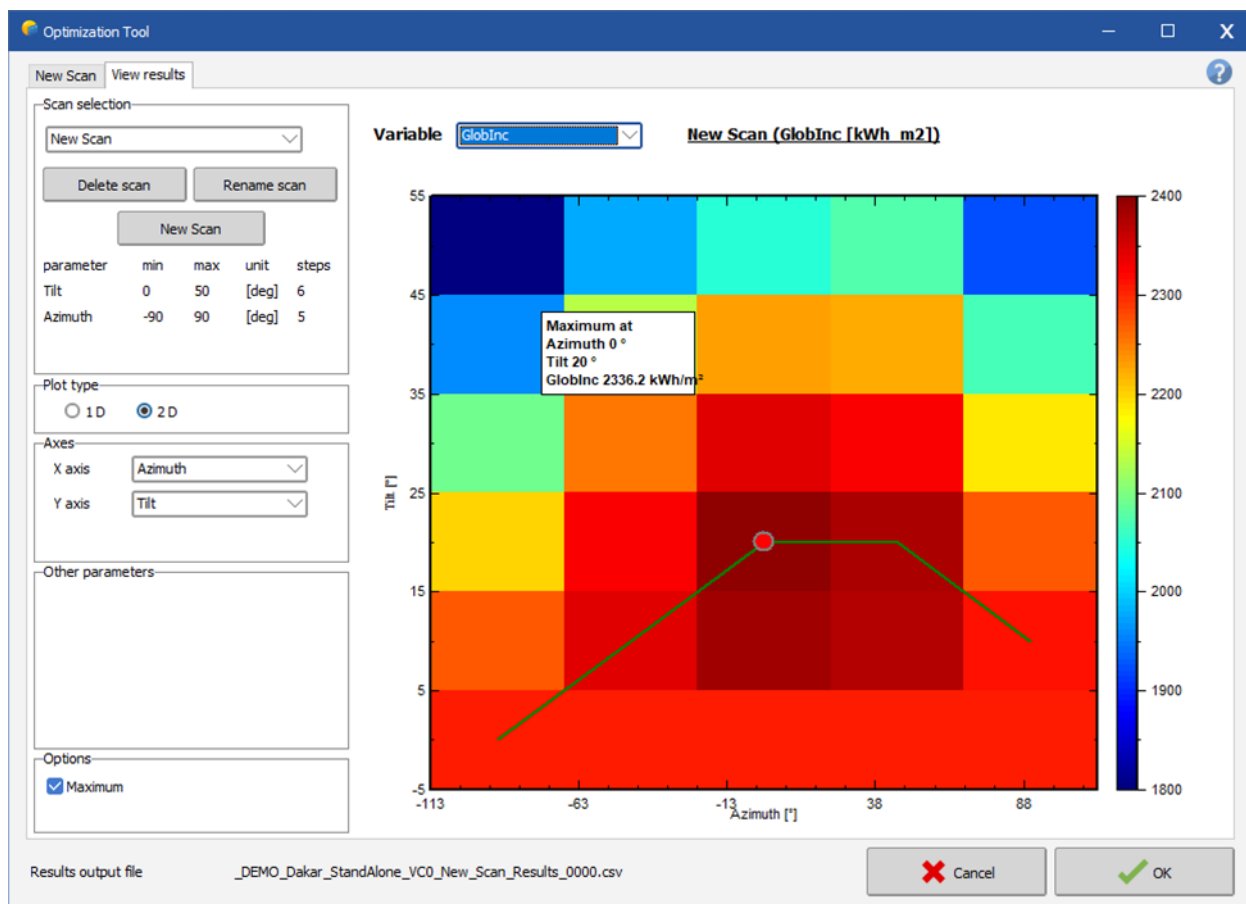 Optimization Tool
New Scan View results
Scan selection
New Scan
Delete scan Rename scan
New Scan
parameter min max unit steps
Tilt 0 50 [deg] 6
Azimuth -90 90 [deg] 5
Plot type
1 D 2 D
Axes
X axis Azimuth
Y axis Tilt
Other parameters
Options
Maximum
Variable GlobInc New Scan (GlobInc [kWh m2])
55
45
35
25
15
5
-5
Tilt [°]
Maximum at
Azimuth 0 °
Tilt 20 °
GlobInc 2336.2 kWh/m²
-113 -63 -13 38 88
Azimuth [°]
2400
2300
2200
2100
2000
1900
1800
Results output file _DEMO_Dakar_StandAlone_VC0_New_Scan_Results_0000.csv
Cancel OK